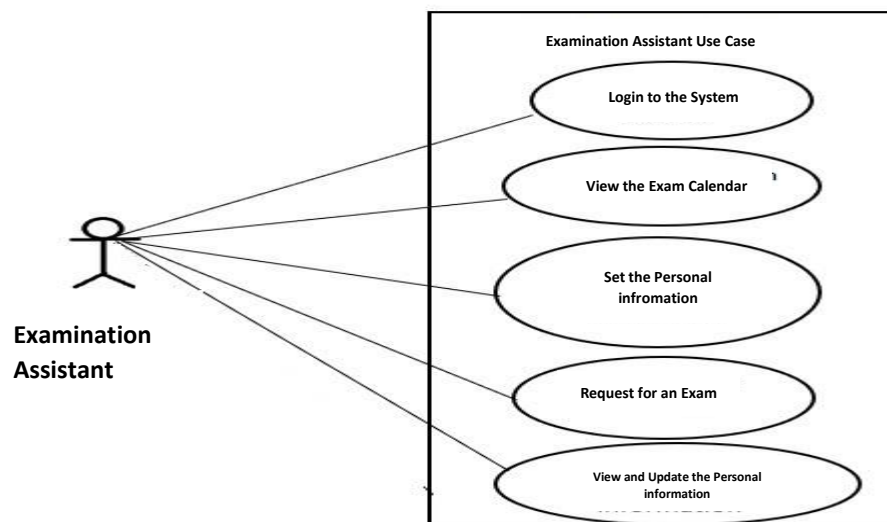 Examination Assistant Use Case
Login to the System
View the Exam Calendar
Set the Personal
infromation
Examination
Assistant
Request for an Exam
View and Update the Personal
information